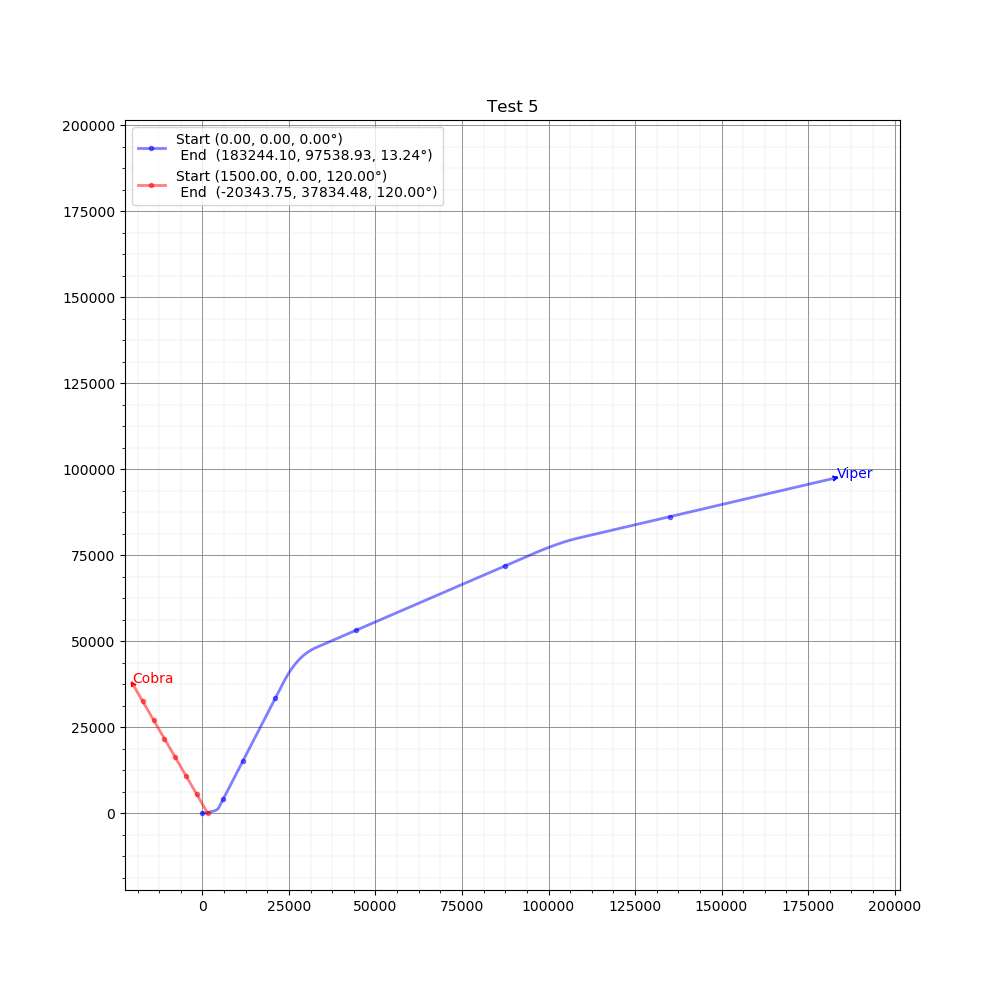 Test 5
Start (0.00, 0.00, 0.00°)
End  (183244.10, 97538.93, 13.24°)
Start (1500.00, 0.00, 120.00°)
End  (-20343.75, 37834.48, 120.00°)
200000
175000
150000
125000
100000
75000
50000
25000
0
Viper
Cobra
0 25000 50000 75000 100000 125000 150000 175000 200000